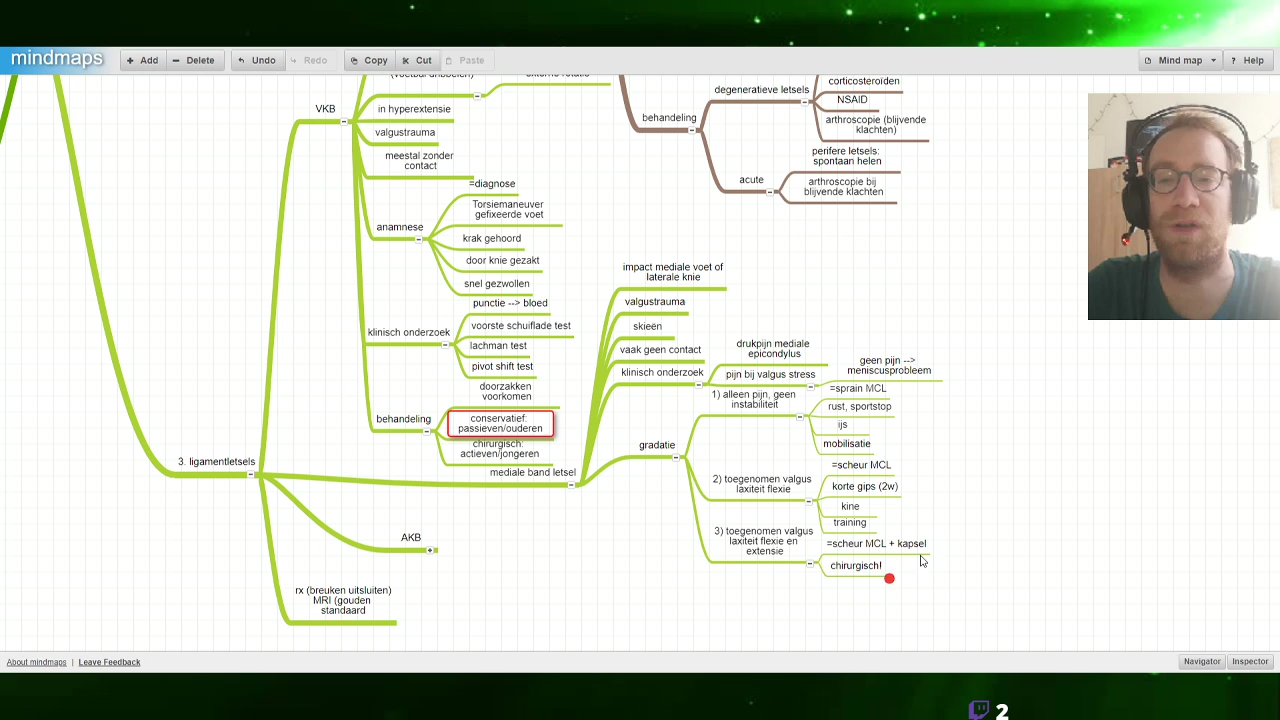 mindmaps
Add
Delete
Undo
Redo
Copy
Cut
Paste
Mind map
Help
(voetbal dribbelen)
externe rotatie
VKB
in hyperextensie
valgustrauma
meestal zonder
contact
anamnese
=diagnose
Torsiemaneuver
gefixeerde voet
krak gehoord
door knie gezakt
snel gezwollen
klinisch onderzoek
punctie --> bloed
voorste schuiflade test
lachman test
pivot shift test
behandeling
doorzakken
voorkomen
conservatief:
passieven/ouderen
chirurgisch:
actieven/jongeren
behandeling
degeneratieve letsels
corticosteroïden
NSAID
arthroscopie (blijvende
klachten)
acute
perifere letsels:
spontaan helen
arthroscopie bij
blijvende klachten
3. ligamentletsels
mediale band letsel
impact mediale voet of
laterale knie
valgustrauma
skieën
vaak geen contact
klinisch onderzoek
drukpijn mediale
epicondylus
pijn bij valgus stress
geen pijn -->
meniscusprobleem
gradatie
1) alleen pijn, geen
instabiliteit
=sprain MCL
rust, sportstop
ijs
mobilisatie
2) toegenomen valgus
laxiteit flexie
=scheur MCL
korte gips (2w)
kine
training
3) toegenomen valgus
laxiteit flexie en
extensie
=scheur MCL + kapsel
chirurgisch!
AKB
rx (breuken uitsluiten)
MRI (gouden
standaard
About mindmaps | Leave Feedback
Navigator
Inspector
2